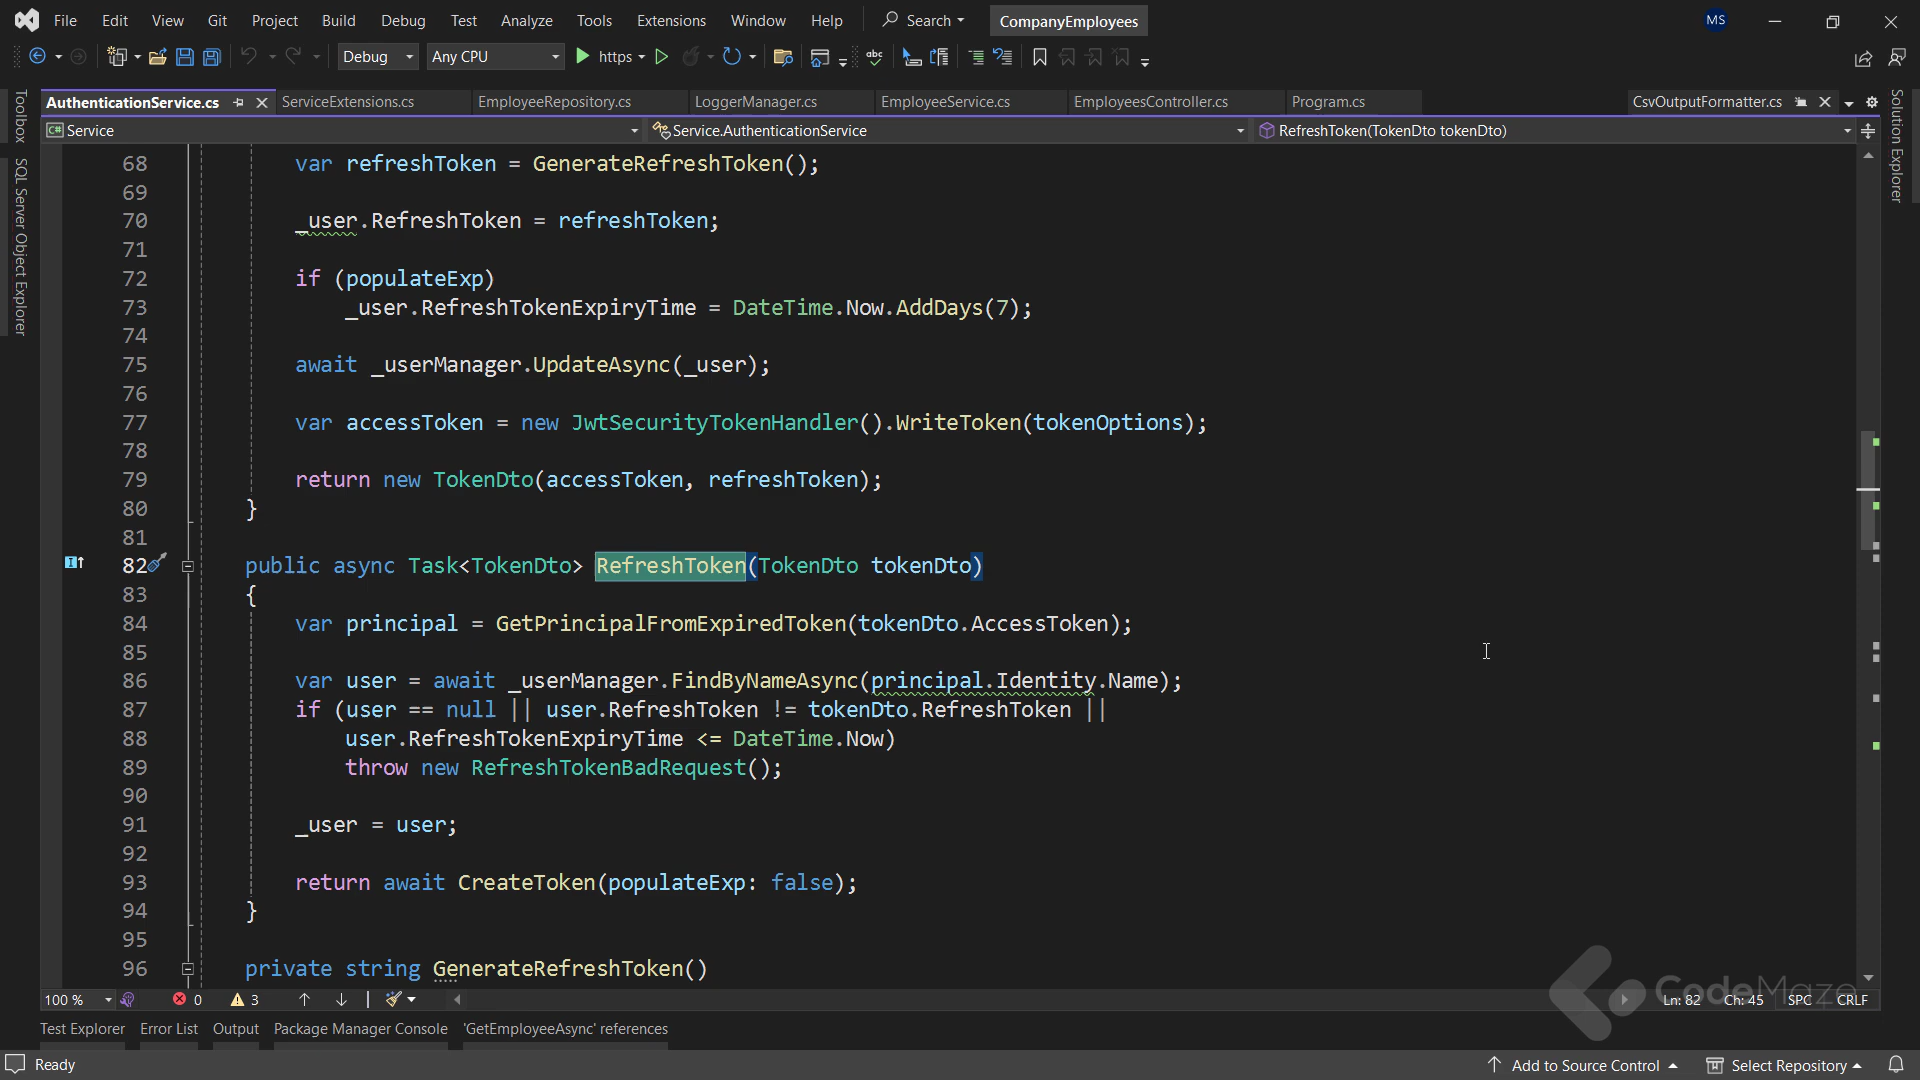 File Edit View Git Project Build Debug Test Analyze Tools Extensions Window Help Search CompanyEmployees MS
Debug Any CPU https abc
AuthenticationService.cs ServiceExtensions.cs EmployeeRepository.cs LoggerManager.cs EmployeeService.cs EmployeesController.cs Program.cs CsvOutputFormatter.cs
C# Service Service.AuthenticationService RefreshToken(TokenDto tokenDto)
Toolbox
SQL Server Object Explorer
Solution Explorer
68 var refreshToken = GenerateRefreshToken();
69
70 _user.RefreshToken = refreshToken;
71
72 if (populateExp)
73 _user.RefreshTokenExpiryTime = DateTime.Now.AddDays(7);
74
75 await _userManager.UpdateAsync(_user);
76
77 var accessToken = new JwtSecurityTokenHandler().WriteToken(tokenOptions);
78
79 return new TokenDto(accessToken, refreshToken);
80 }
81
82 public async Task<TokenDto> RefreshToken(TokenDto tokenDto)
83 {
84 var principal = GetPrincipalFromExpiredToken(tokenDto.AccessToken);
85
86 var user = await _userManager.FindByNameAsync(principal.Identity.Name);
87 if (user == null || user.RefreshToken != tokenDto.RefreshToken ||
88 user.RefreshTokenExpiryTime <= DateTime.Now)
89 throw new RefreshTokenBadRequest();
90
91 _user = user;
92
93 return await CreateToken(populateExp: false);
94 }
95
96 private string GenerateRefreshToken()
100 % 0 3 Ln: 82 Ch: 45 SPC CRLF
CodeMaze
Test Explorer Error List Output Package Manager Console 'GetEmployeeAsync' references
Ready Add to Source Control Select Repository